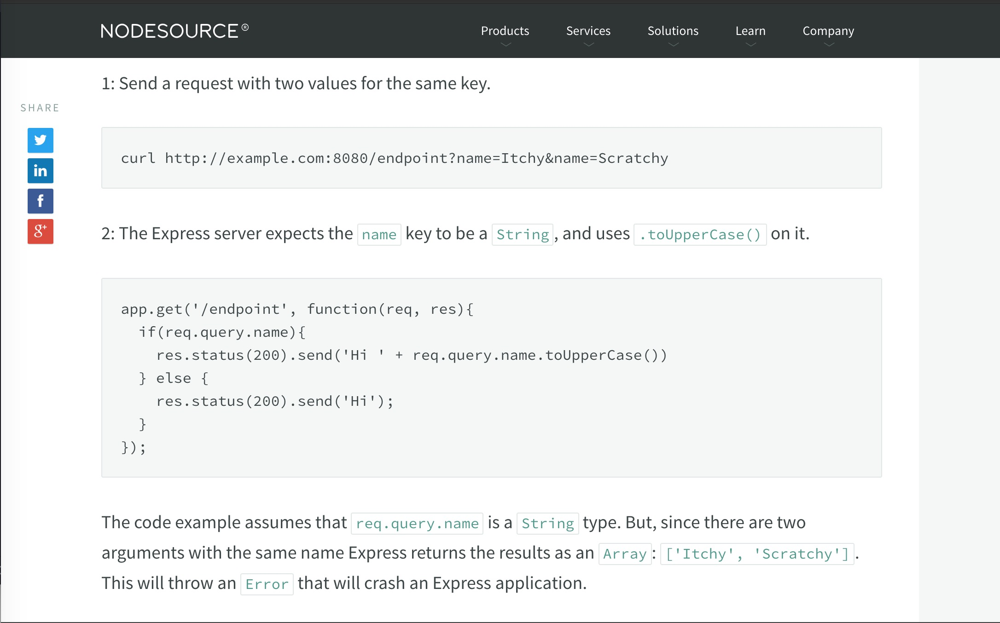 NODESOURCE®
Products Services Solutions Learn Company
1: Send a request with two values for the same key.
SHARE
curl http://example.com:8080/endpoint?name=Itchy&name=Scratchy
in
f
g+
2: The Express server expects the name key to be a String, and uses .toUpperCase() on it.
app.get('/endpoint', function(req, res){
  if(req.query.name){
    res.status(200).send('Hi ' + req.query.name.toUpperCase())
  } else {
    res.status(200).send('Hi');
  }
});
The code example assumes that req.query.name is a String type. But, since there are two
arguments with the same name Express returns the results as an Array: ['Itchy', 'Scratchy'].
This will throw an Error that will crash an Express application.